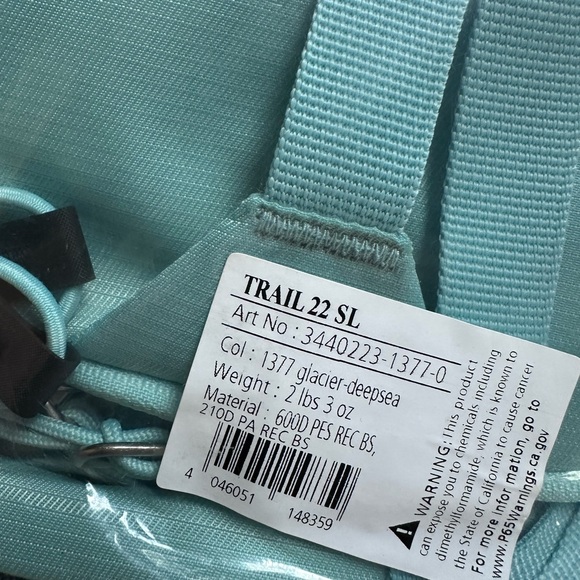 TRAIL 22 SL
Art No : 3440223-1377-0
Col : 1377 glacier-deepsea
Weight : 2 lbs 3 oz
Material : 600D PES REC BS,
210D PA REC BS
4 046051 148359
WARNING: This product
can expose you to chemicals including
dimethylformamide, which is known to
the State of California to cause cancer
For more Infor mation, go to
www.P65Warnings.ca.gov